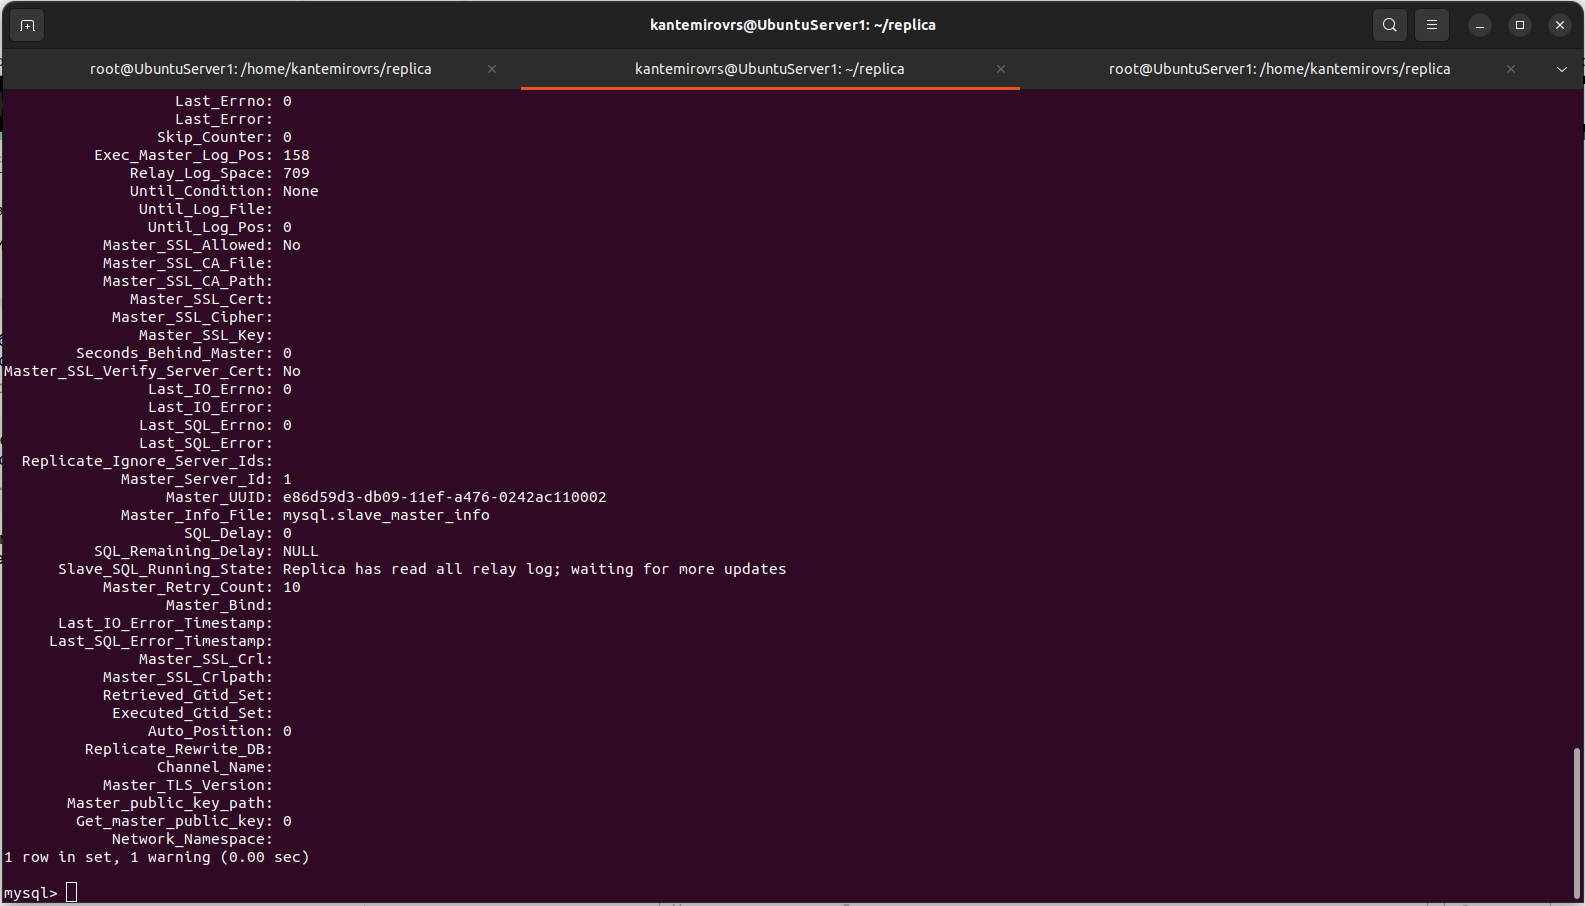 kantemirovrs@UbuntuServer1: ~/replica
root@UbuntuServer1: /home/kantemirovrs/replica
kantemirovrs@UbuntuServer1: ~/replica
root@UbuntuServer1: /home/kantemirovrs/replica
Last_Errno: 0
Last_Error:
Skip_Counter: 0
Exec_Master_Log_Pos: 158
Relay_Log_Space: 709
Until_Condition: None
Until_Log_File:
Until_Log_Pos: 0
Master_SSL_Allowed: No
Master_SSL_CA_File:
Master_SSL_CA_Path:
Master_SSL_Cert:
Master_SSL_Cipher:
Master_SSL_Key:
Seconds_Behind_Master: 0
Master_SSL_Verify_Server_Cert: No
Last_IO_Errno: 0
Last_IO_Error:
Last_SQL_Errno: 0
Last_SQL_Error:
Replicate_Ignore_Server_Ids:
Master_Server_Id: 1
Master_UUID: e86d59d3-db09-11ef-a476-0242ac110002
Master_Info_File: mysql.slave_master_info
SQL_Delay: 0
SQL_Remaining_Delay: NULL
Slave_SQL_Running_State: Replica has read all relay log; waiting for more updates
Master_Retry_Count: 10
Master_Bind:
Last_IO_Error_Timestamp:
Last_SQL_Error_Timestamp:
Master_SSL_Crl:
Master_SSL_Crlpath:
Retrieved_Gtid_Set:
Executed_Gtid_Set:
Auto_Position: 0
Replicate_Rewrite_DB:
Channel_Name:
Master_TLS_Version:
Master_public_key_path:
Get_master_public_key: 0
Network_Namespace:
1 row in set, 1 warning (0.00 sec)
mysql>